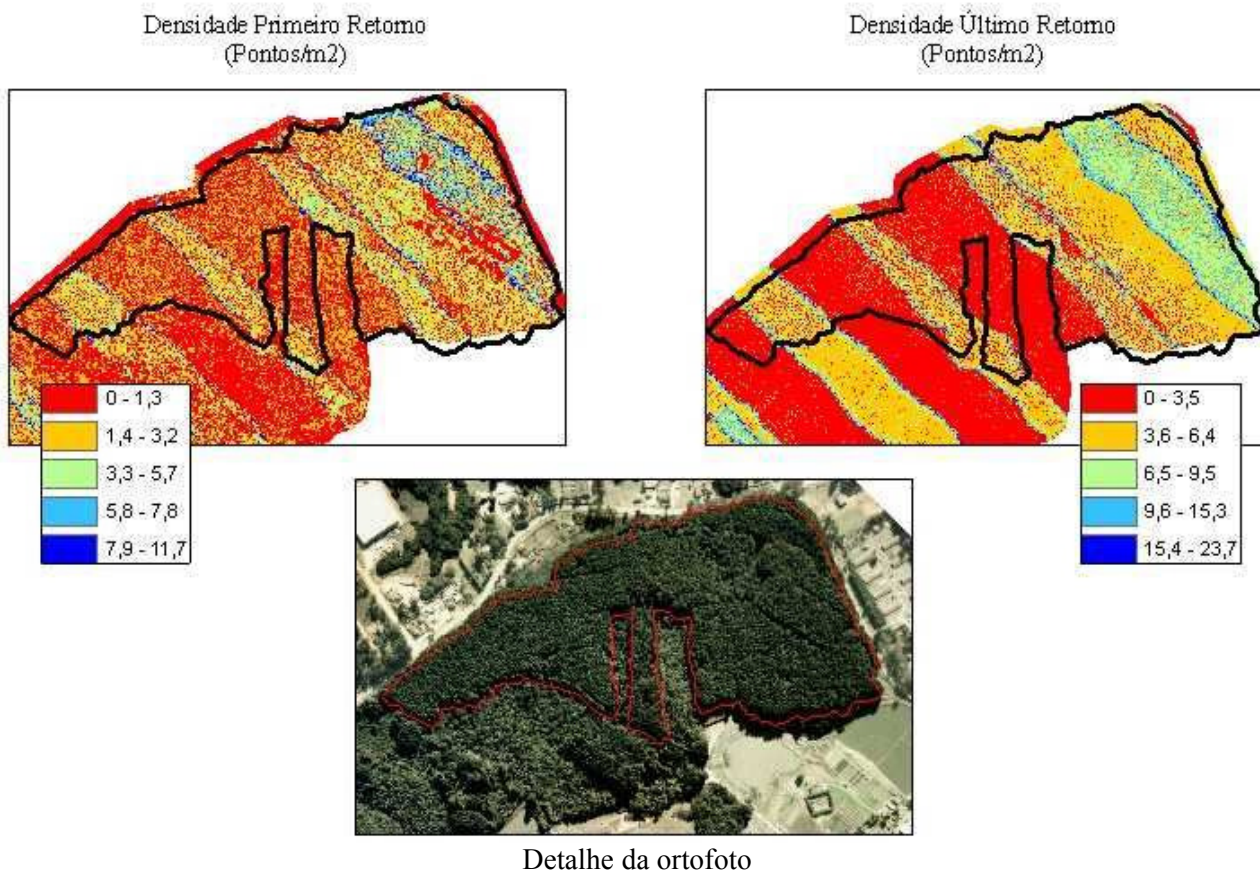 Densidade Primeiro Retorno
(Pontos/m2)
Densidade Último Retorno
(Pontos/m2)
0 - 1,3
1,4 - 3,2
3,3 - 5,7
5,8 - 7,8
7,9 - 11,7
0 - 3,5
3,6 - 6,4
6,5 - 9,5
9,6 - 15,3
15,4 - 23,7
Detalhe da ortofoto